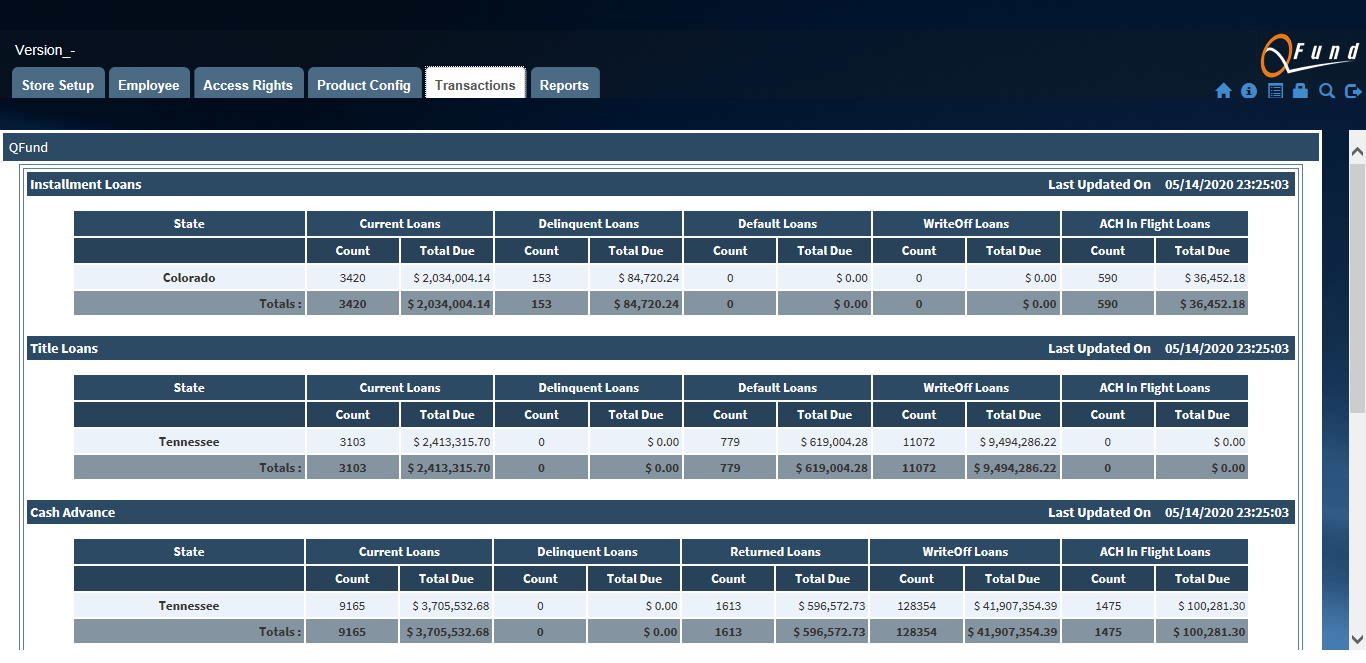 Version_-
QFund
Store Setup Employee Access Rights Product Config Transactions Reports
QFund
Installment Loans Last Updated On 05/14/2020 23:25:03
State Current Loans Delinquent Loans Default Loans WriteOff Loans ACH In Flight Loans
Count Total Due Count Total Due Count Total Due Count Total Due Count Total Due
Colorado 3420 $ 2,034,004.14 153 $ 84,720.24 0 $ 0.00 0 $ 0.00 590 $ 36,452.18
Totals : 3420 $ 2,034,004.14 153 $ 84,720.24 0 $ 0.00 0 $ 0.00 590 $ 36,452.18
Title Loans Last Updated On 05/14/2020 23:25:03
State Current Loans Delinquent Loans Default Loans WriteOff Loans ACH In Flight Loans
Count Total Due Count Total Due Count Total Due Count Total Due Count Total Due
Tennessee 3103 $ 2,413,315.70 0 $ 0.00 779 $ 619,004.28 11072 $ 9,494,286.22 0 $ 0.00
Totals : 3103 $ 2,413,315.70 0 $ 0.00 779 $ 619,004.28 11072 $ 9,494,286.22 0 $ 0.00
Cash Advance Last Updated On 05/14/2020 23:25:03
State Current Loans Delinquent Loans Returned Loans WriteOff Loans ACH In Flight Loans
Count Total Due Count Total Due Count Total Due Count Total Due Count Total Due
Tennessee 9165 $ 3,705,532.68 0 $ 0.00 1613 $ 596,572.73 128354 $ 41,907,354.39 1475 $ 100,281.30
Totals : 9165 $ 3,705,532.68 0 $ 0.00 1613 $ 596,572.73 128354 $ 41,907,354.39 1475 $ 100,281.30